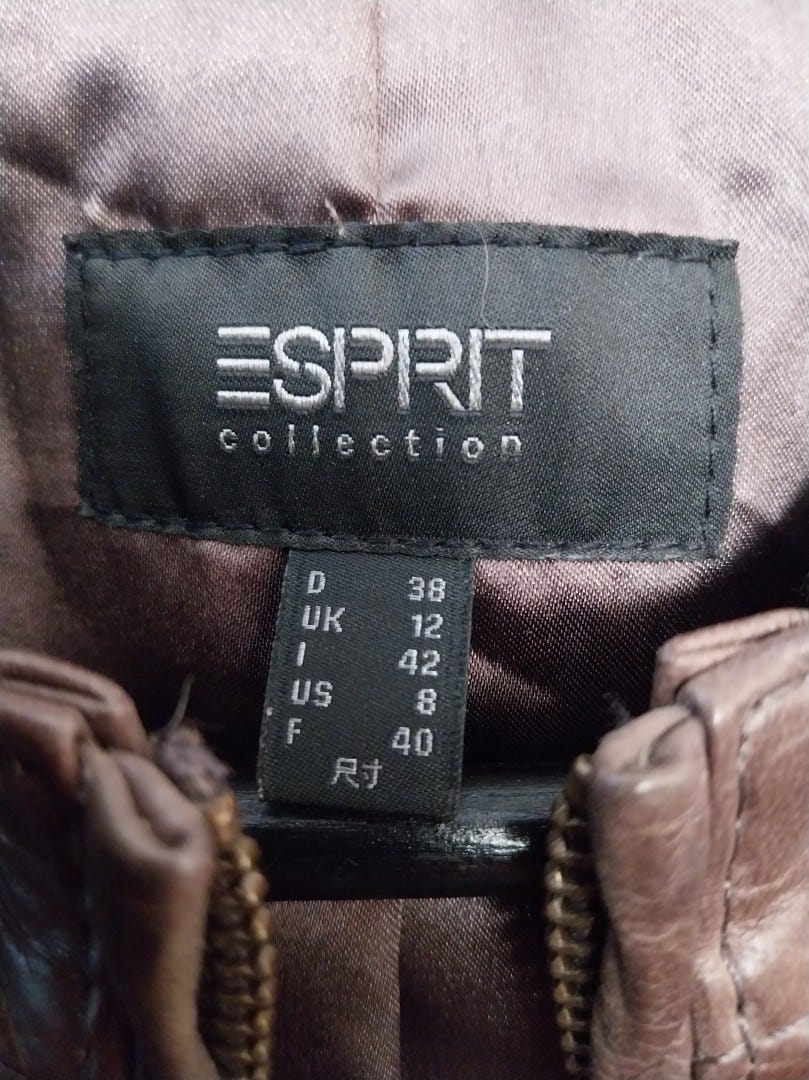 ESPRIT
collection
D 38
UK 12
I 42
US 8
F 40
尺寸